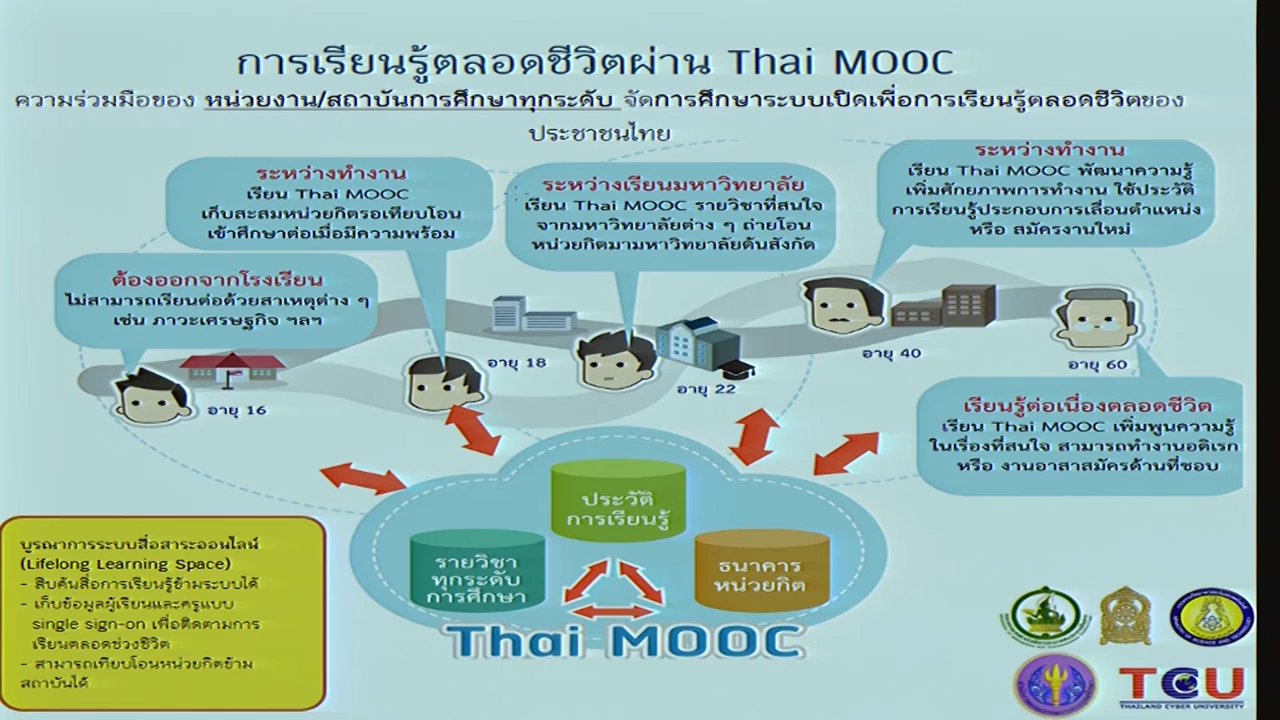 การเรียนรู้ตลอดชีวิตผ่าน Thai MOOC
ความร่วมมือของ หน่วยงาน/สถาบันการศึกษาทุกระดับ จัดการศึกษาระบบเปิดเพื่อการเรียนรู้ตลอดชีวิตของ
ประชาชนไทย
ต้องออกจากโรงเรียน
ไม่สามารถเรียนต่อด้วยสาเหตุต่าง ๆ
เช่น ภาวะเศรษฐกิจ ฯลฯ
ระหว่างทำงาน
เรียน Thai MOOC
เก็บสะสมหน่วยกิตรอเทียบโอน
เข้าศึกษาต่อเมื่อมีความพร้อม
ระหว่างเรียนมหาวิทยาลัย
เรียน Thai MOOC รายวิชาที่สนใจ
จากมหาวิทยาลัยต่าง ๆ ถ่ายโอน
หน่วยกิตมามหาวิทยาลัยต้นสังกัด
ระหว่างทำงาน
เรียน Thai MOOC พัฒนาความรู้
เพิ่มศักยภาพการทำงาน ใช้ประวัติ
การเรียนรู้ประกอบการเลื่อนตำแหน่ง
หรือ สมัครงานใหม่
อายุ 16
อายุ 18
อายุ 22
อายุ 40
อายุ 60
เรียนรู้ต่อเนื่องตลอดชีวิต
เรียน Thai MOOC เพิ่มพูนความรู้
ในเรื่องที่สนใจ สามารถทำงานอดิเรก
หรือ งานอาสาสมัครด้านที่ชอบ
ประวัติ
การเรียนรู้
รายวิชา
ทุกระดับ
การศึกษา
ธนาคาร
หน่วยกิต
Thai MOOC
บูรณาการระบบสื่อสาระออนไลน์
(Lifelong Learning Space)
- สืบค้นสื่อการเรียนรู้ข้ามระบบได้
- เก็บข้อมูลผู้เรียนและครูแบบ
single sign-on เพื่อติดตามการ
เรียนตลอดช่วงชีวิต
- สามารถเทียบโอนหน่วยกิตข้าม
สถาบันได้
TCU
THAILAND CYBER UNIVERSITY